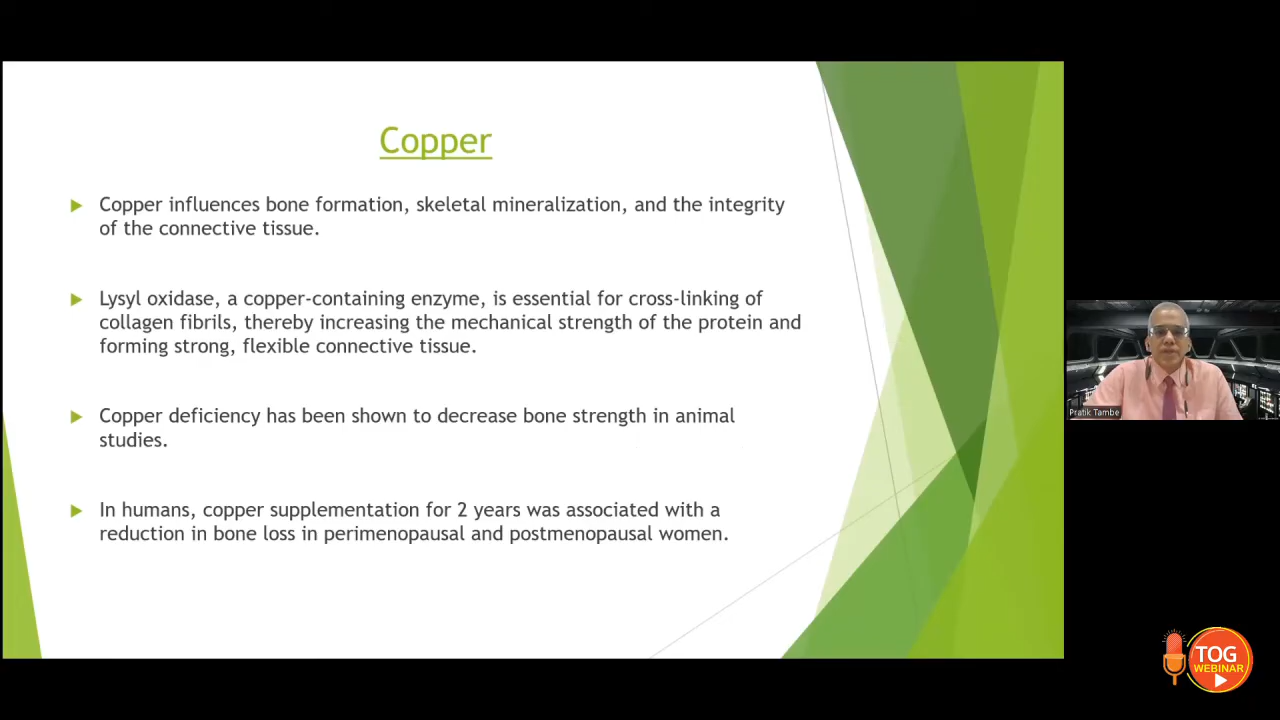 Copper
Copper influences bone formation, skeletal mineralization, and the integrity
of the connective tissue.
Lysyl oxidase, a copper-containing enzyme, is essential for cross-linking of
collagen fibrils, thereby increasing the mechanical strength of the protein and
forming strong, flexible connective tissue.
Copper deficiency has been shown to decrease bone strength in animal
studies.
In humans, copper supplementation for 2 years was associated with a
reduction in bone loss in perimenopausal and postmenopausal women.
Pratik Tambe
TOG
WEBINAR